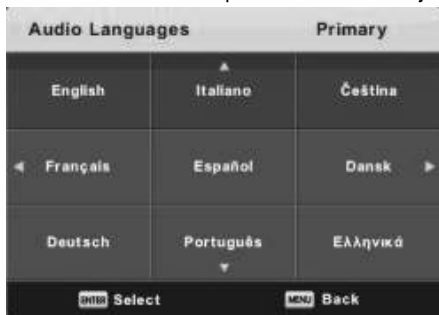 Audio Languages Primary
English Italiano Čeština
Français Español Dansk
Deutsch Português Ελληνικά
ENTER Select MENU Back